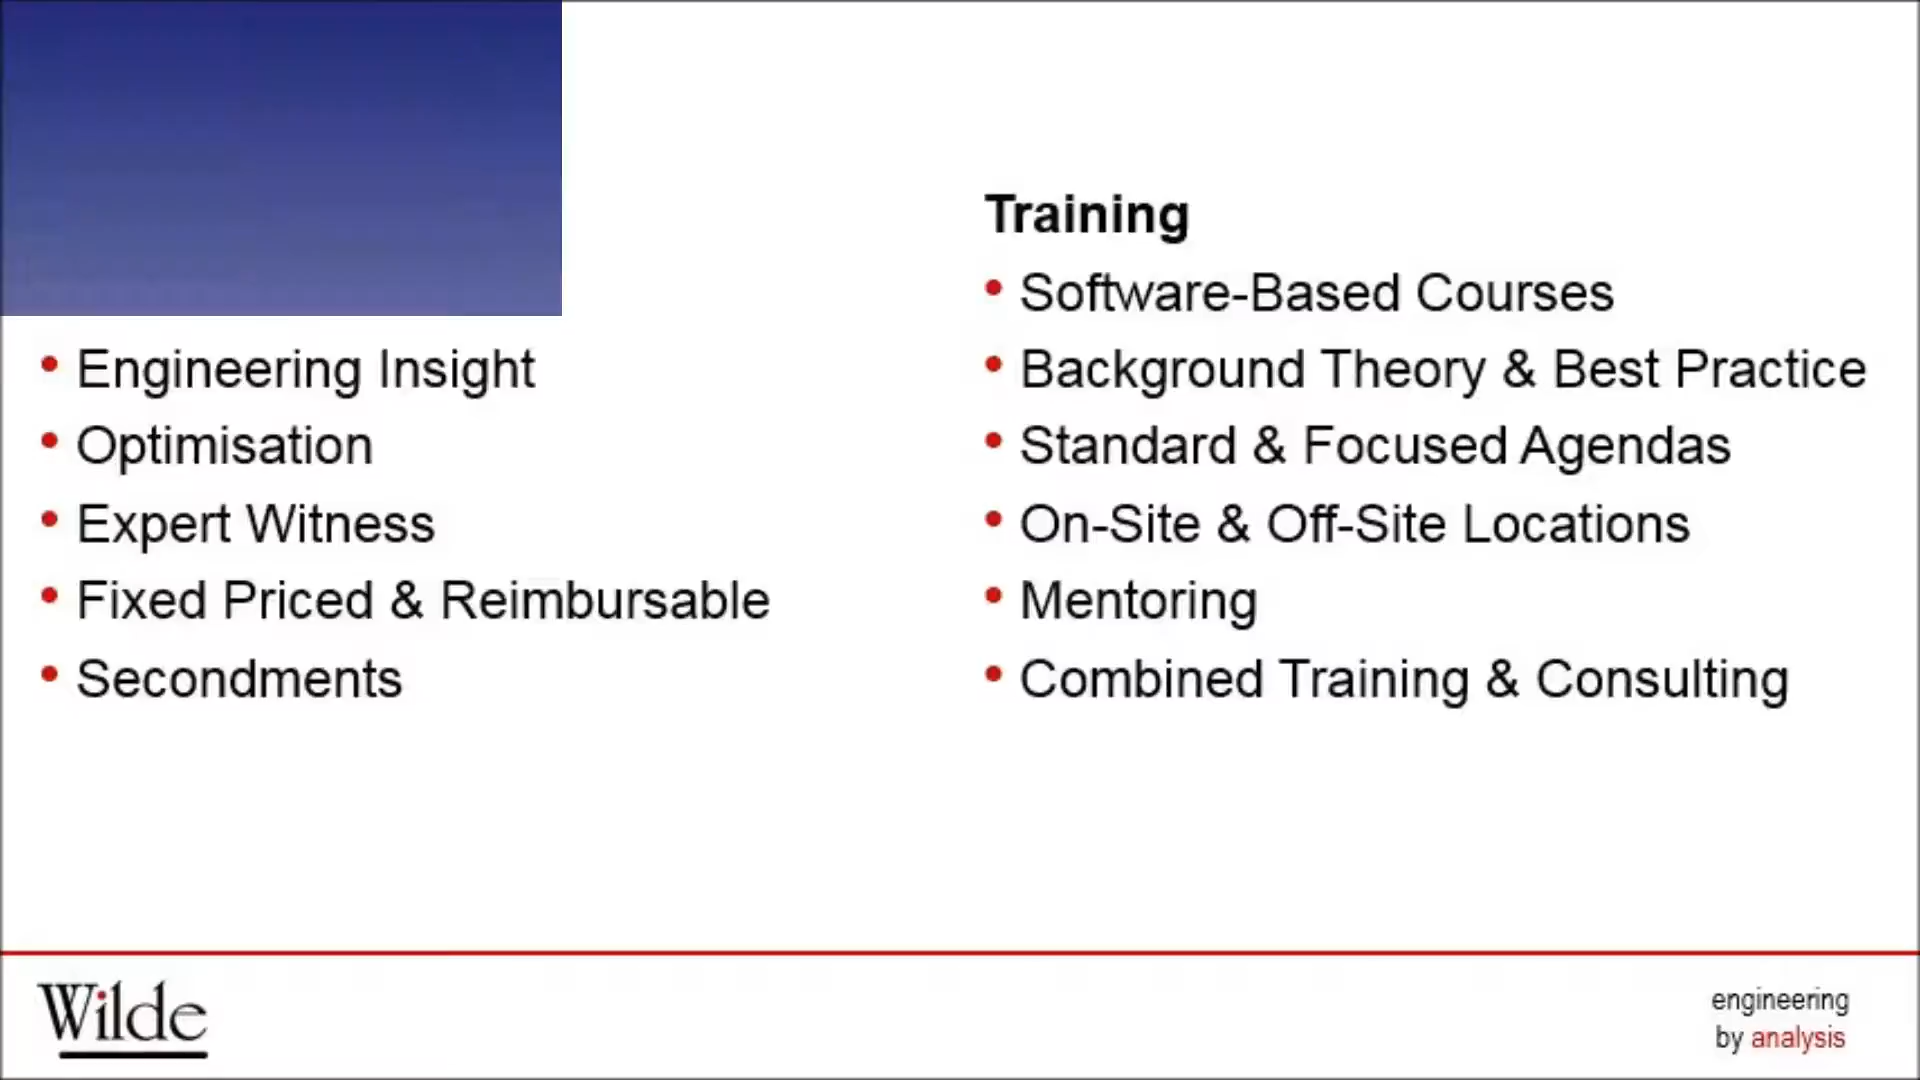 Engineering Insight
Optimisation
Expert Witness
Fixed Priced & Reimbursable
Secondments
Training
Software-Based Courses
Background Theory & Best Practice
Standard & Focused Agendas
On-Site & Off-Site Locations
Mentoring
Combined Training & Consulting
Wilde
engineering
by analysis